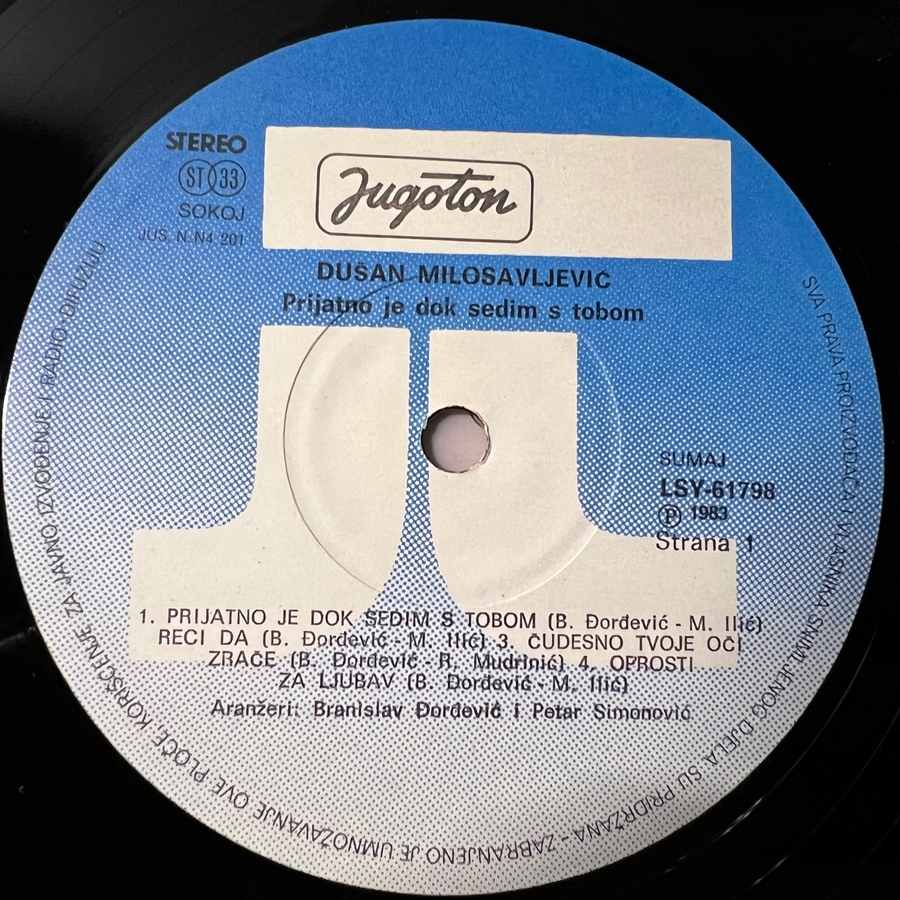 STEREO
ST 33
SOKOJ
JUS. N. N4 201
Jugoton
DUŠAN MILOSAVLJEVIĆ
Prijatno je dok sedim s tobom
SUMAJ
LSY-61798
Ⓟ 1983
Strana 1
1. PRIJATNO JE DOK SEDIM S TOBOM (B. Đorđević - M. Ilić)
RECI DA (B. Đorđević - M. Ilić) 3. ČUDESNO TVOJE OČI
ZRAČE (B. Đorđević - R. Mudrinić) 4. OPROSTI
ZA LJUBAV (B. Đorđević - M. Ilić)
Aranžeri: Branislav Đorđević i Petar Simonović
SVA PRAVA PROIZVOĐAČA I VLASNIKA SNIMLJENOG DJELA SU PRIDRŽANA - ZABRANJENO JE UMNOŽAVANJE OVE PLOČE, KORIŠĆENJE ZA JAVNO IZVOĐENJE I RADIO DIFUZIJU